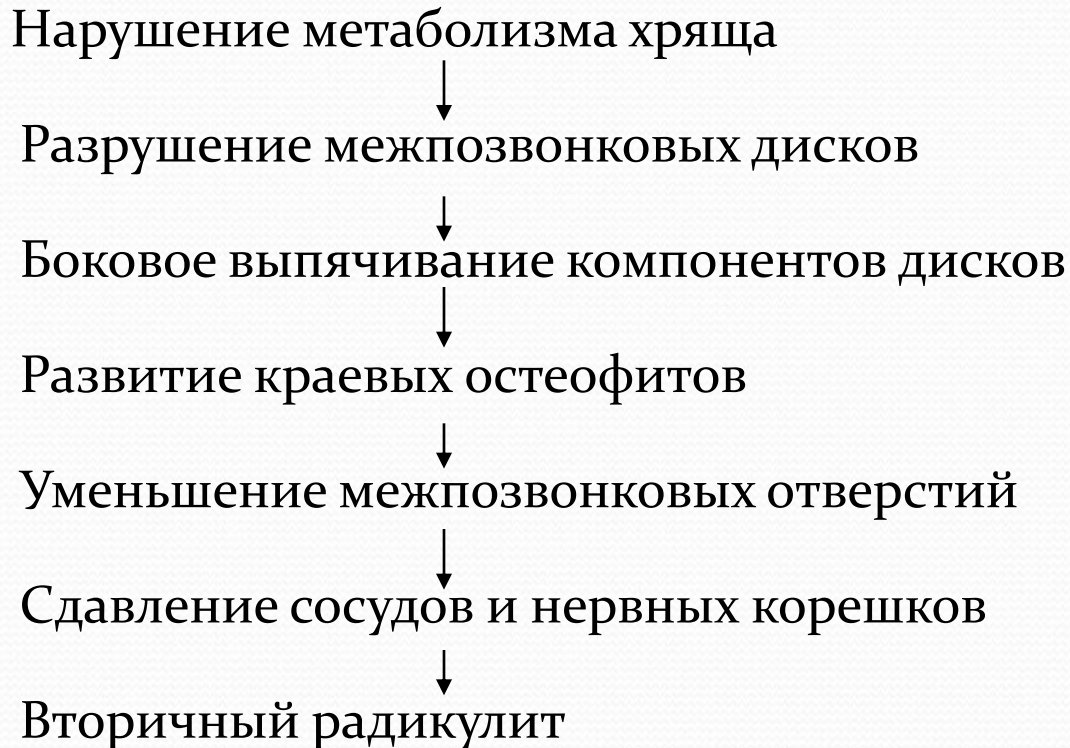 Нарушение метаболизма хряща
Разрушение межпозвонковых дисков
Боковое выпячивание компонентов дисков
Развитие краевых остеофитов
Уменьшение межпозвонковых отверстий
Сдавление сосудов и нервных корешков
Вторичный радикулит